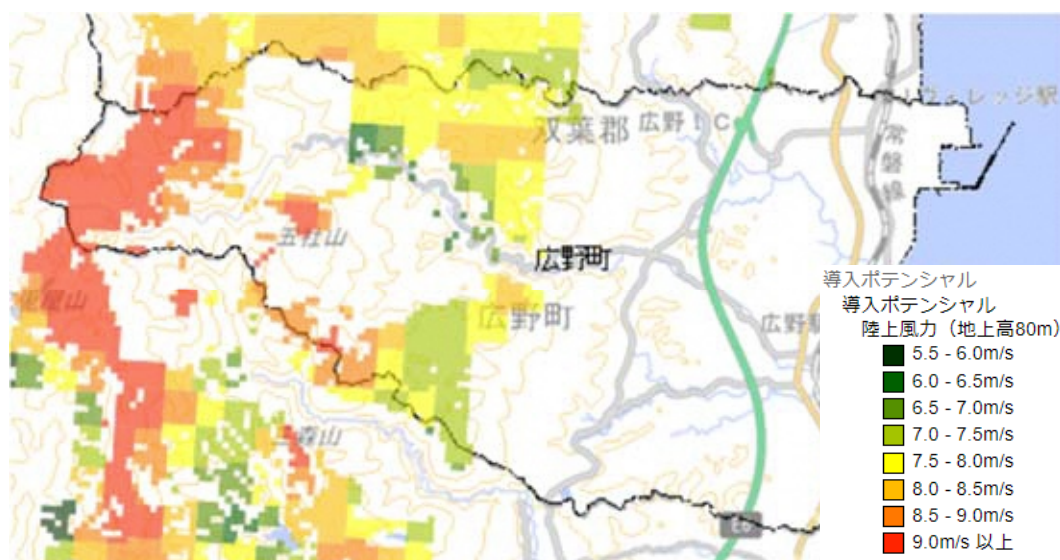 双葉郡
広野IC
常磐線
五社山
広野町
広野町
三森山
導入ポテンシャル
導入ポテンシャル
陸上風力（地上高80m）
5.5 - 6.0m/s
6.0 - 6.5m/s
6.5 - 7.0m/s
7.0 - 7.5m/s
7.5 - 8.0m/s
8.0 - 8.5m/s
8.5 - 9.0m/s
9.0m/s 以上